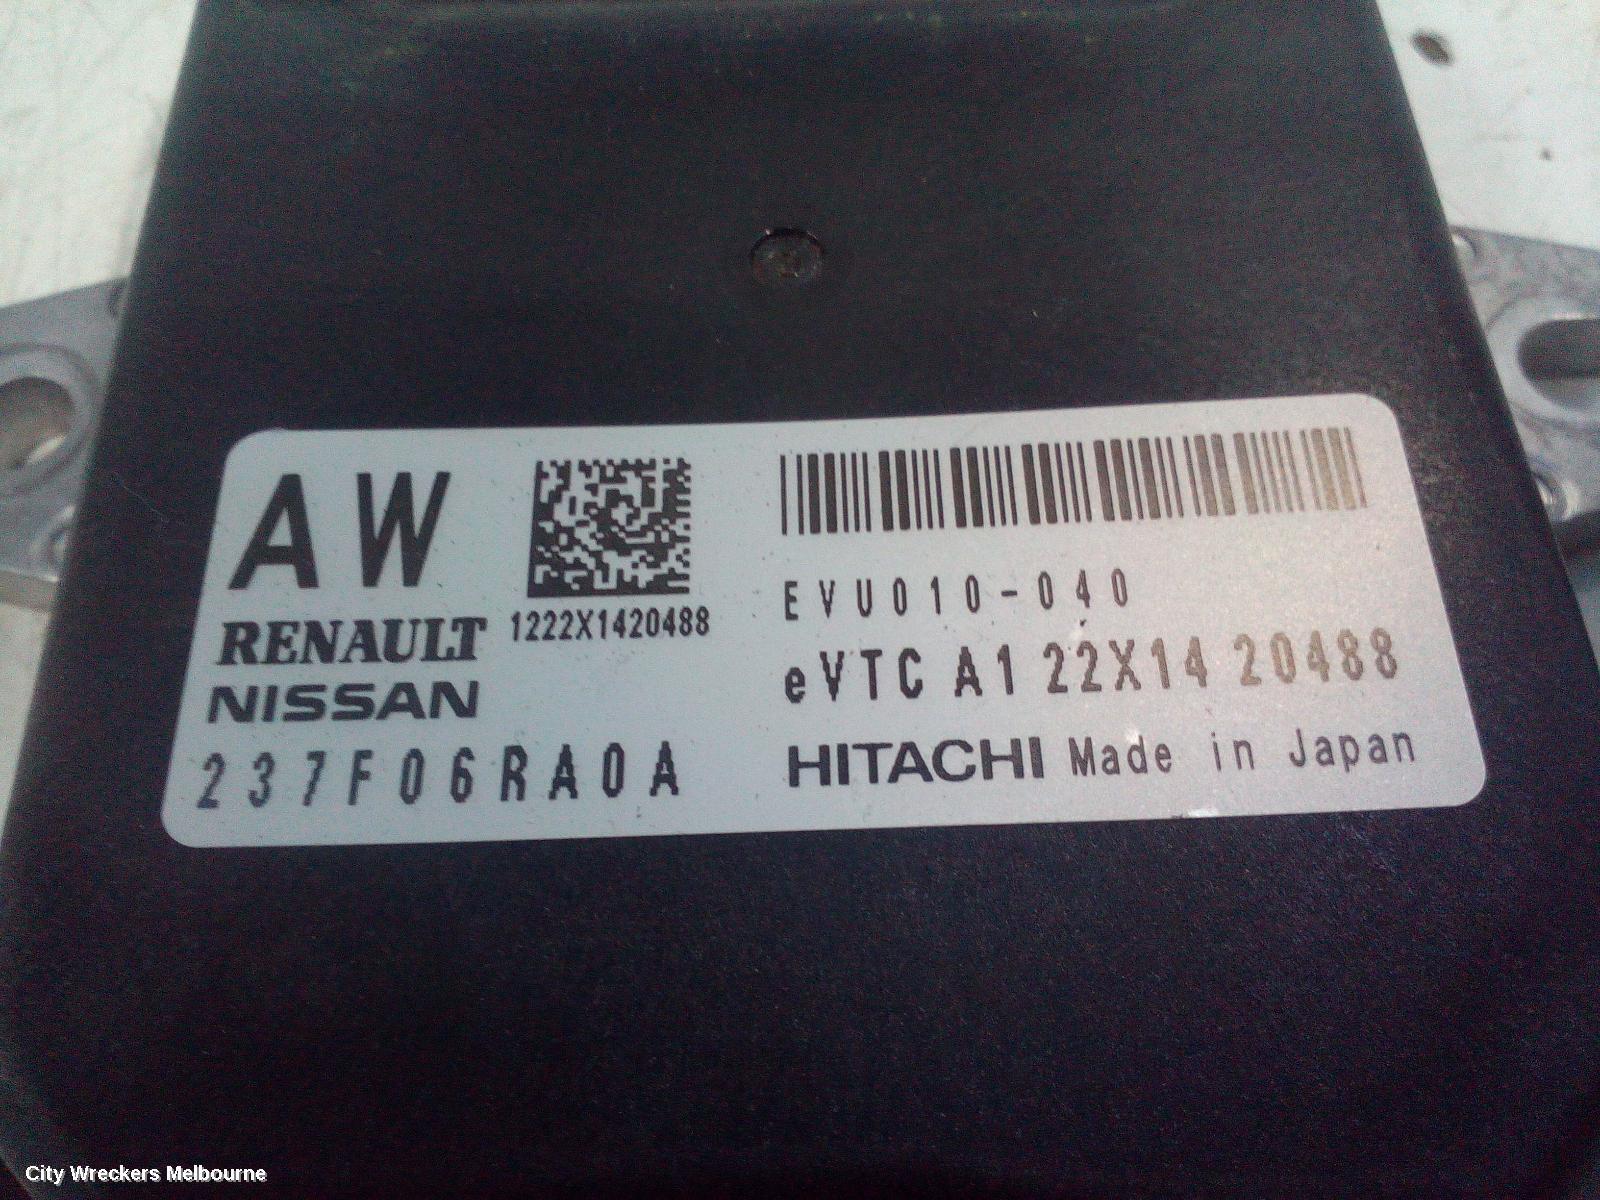 AW
1222X1420488
RENAULT
NISSAN
237F06RA0A
EVU010-040
eVTC A1 22X14 20488
HITACHI Made in Japan
City Wreckers Melbourne